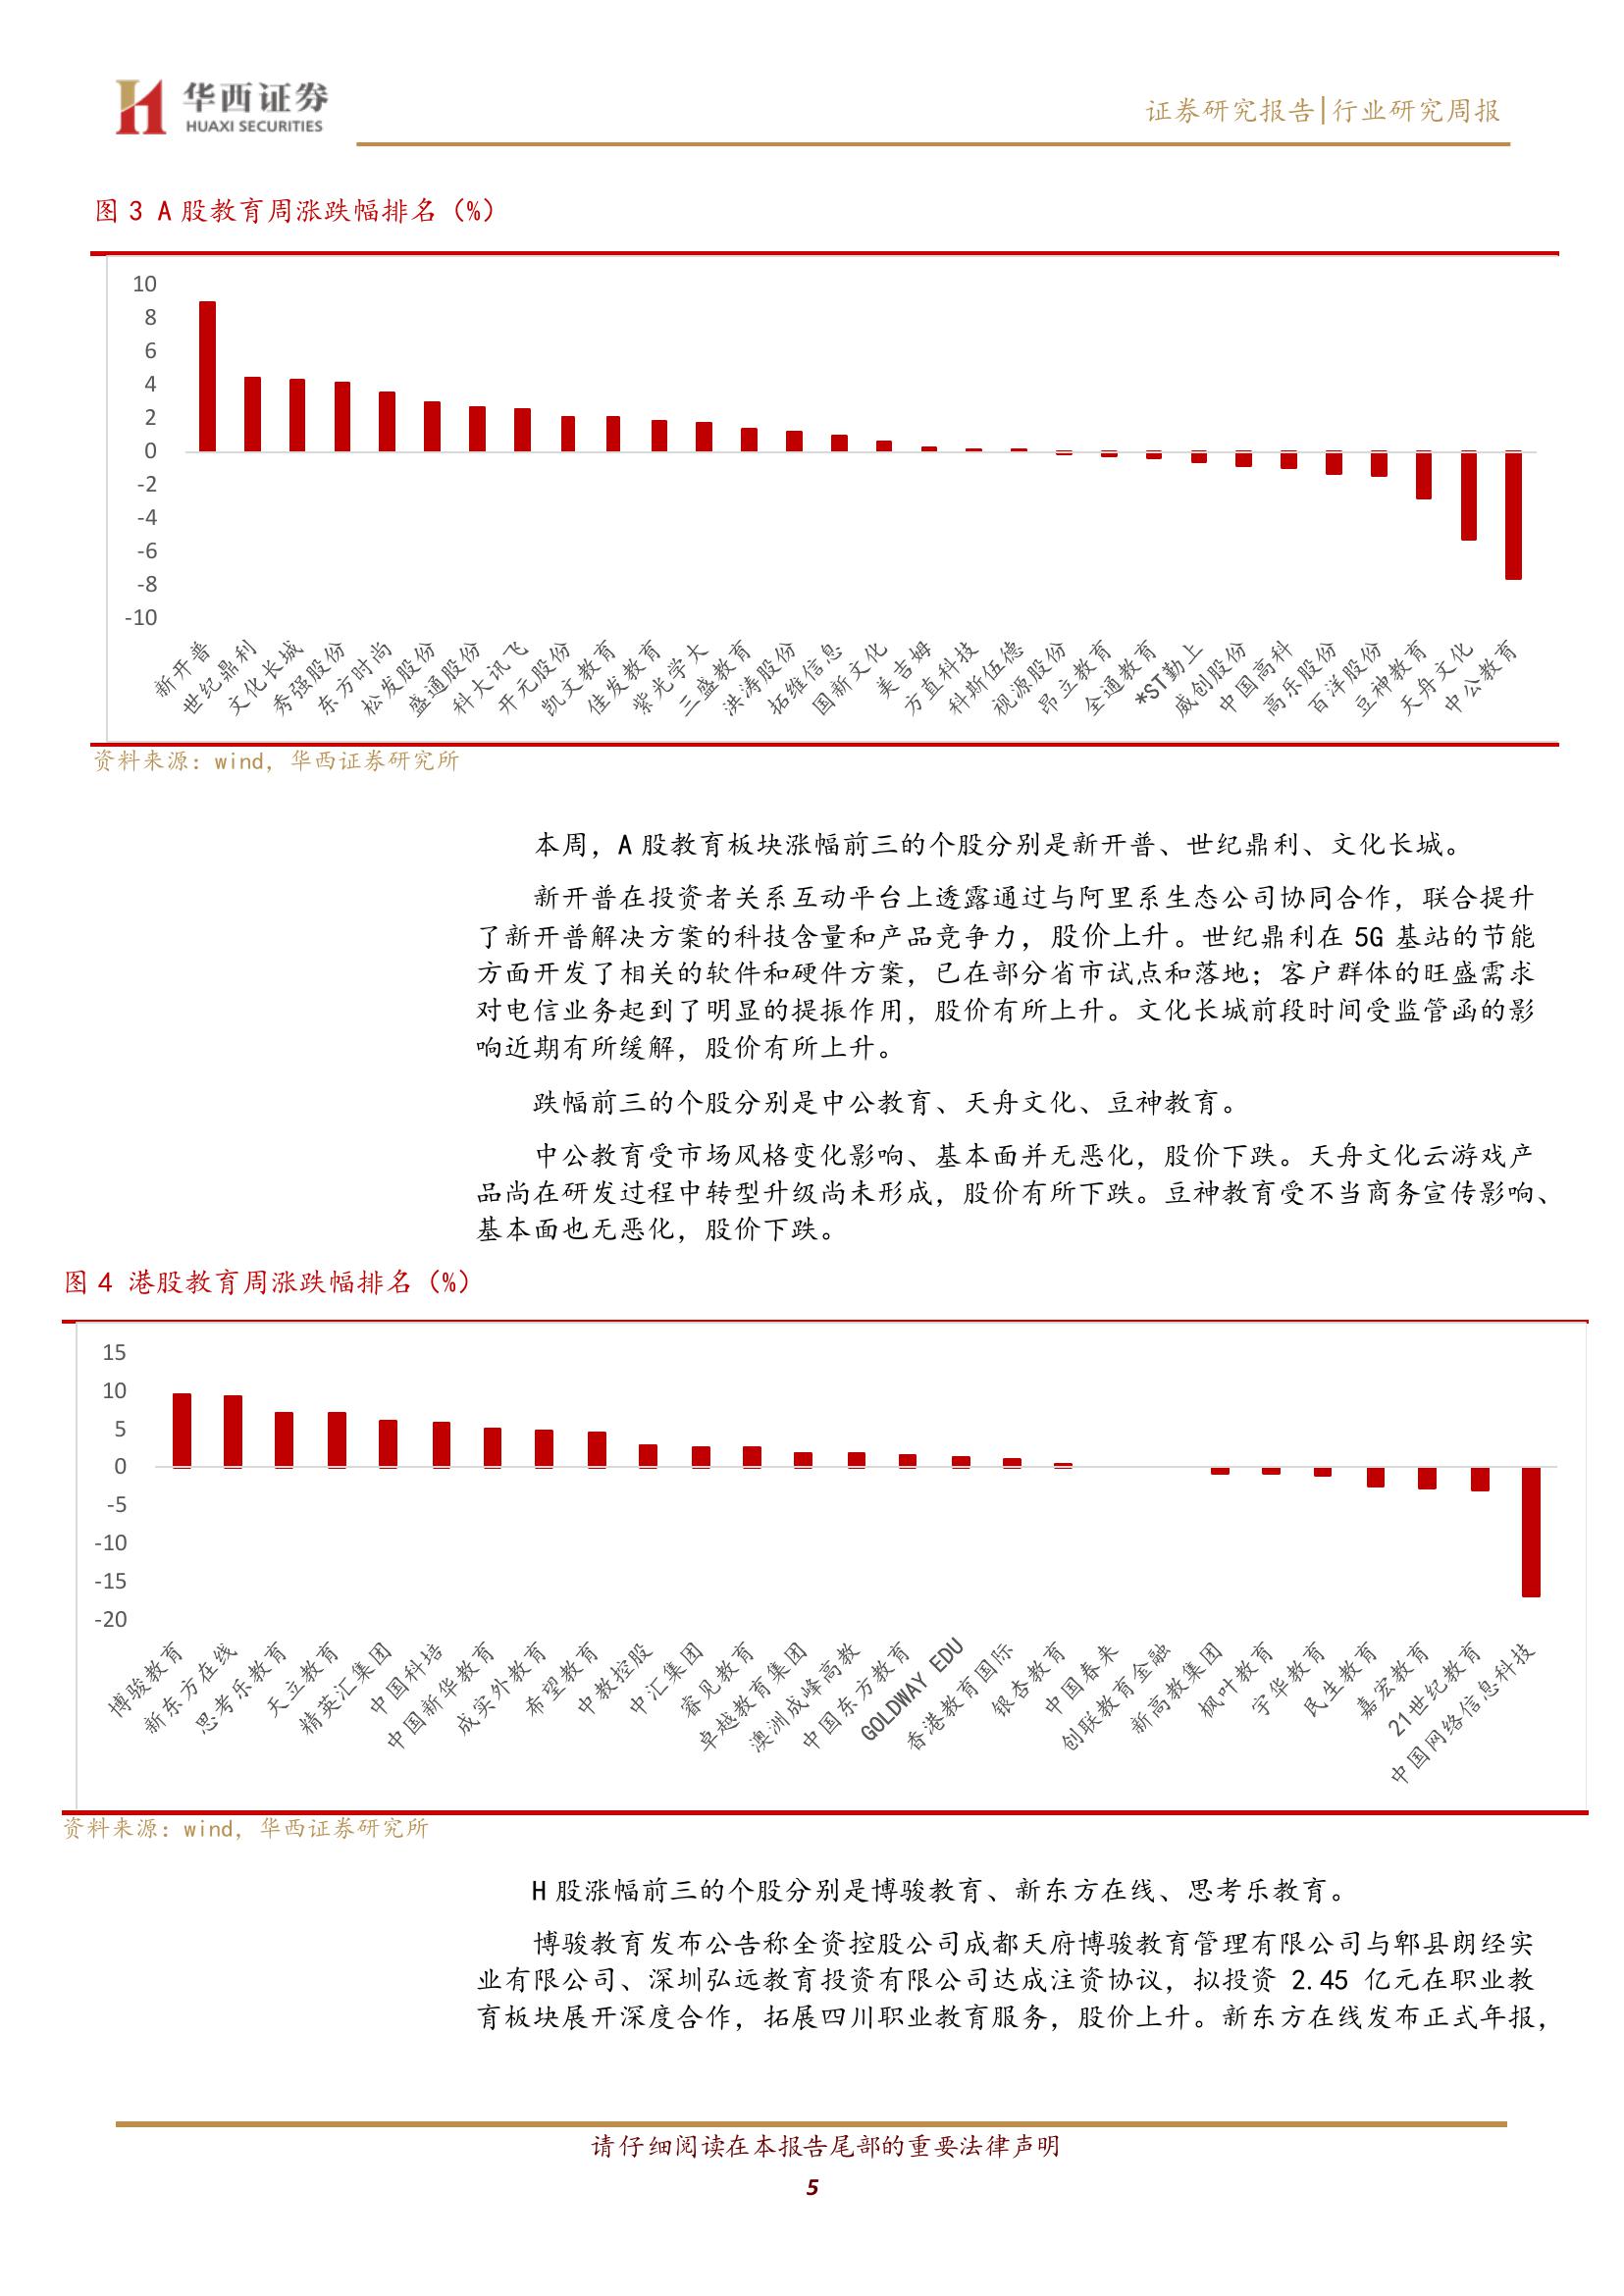 华西证券
HUAXI SECURITIES
证券研究报告|行业研究周报
图 3 A 股教育周涨跌幅排名（%）
10
8
6
4
2
0
-2
-4
-6
-8
-10
新开普
世纪鼎利
文化长城
秀强股份
东方时尚
松发股份
盛通股份
科大讯飞
开元股份
凯文教育
佳发教育
紫光学大
三盛教育
洪涛股份
拓维信息
国新文化
美吉姆
方直科技
科斯伍德
视源股份
昂立教育
全通教育
*ST勤上
威创股份
中国高科
高乐股份
百洋股份
豆神教育
天舟文化
中公教育
资料来源：wind，华西证券研究所
本周，A 股教育板块涨幅前三的个股分别是新开普、世纪鼎利、文化长城。
新开普在投资者关系互动平台上透露通过与阿里系生态公司协同合作，联合提升
了新开普解决方案的科技含量和产品竞争力，股价上升。世纪鼎利在 5G 基站的节能
方面开发了相关的软件和硬件方案，已在部分省市试点和落地；客户群体的旺盛需求
对电信业务起到了明显的提振作用，股价有所上升。文化长城前段时间受监管函的影
响近期有所缓解，股价有所上升。
跌幅前三的个股分别是中公教育、天舟文化、豆神教育。
中公教育受市场风格变化影响、基本面并无恶化，股价下跌。天舟文化云游戏产
品尚在研发过程中转型升级尚未形成，股价有所下跌。豆神教育受不当商务宣传影响、
基本面也无恶化，股价下跌。
图 4 港股教育周涨跌幅排名（%）
15
10
5
0
-5
-10
-15
-20
博骏教育
新东方在线
思考乐教育
天立教育
精英汇集团
中国科培
中国新华教育
成实外教育
希望教育
中教控股
中汇集团
睿见教育
卓越教育集团
澳洲成峰高教
中国东方教育
GOLDWAY EDU
香港教育国际
银杏教育
中国春来
创联教育金融
新高教集团
枫叶教育
宇华教育
民生教育
嘉宏教育
21世纪教育
中国网络信息科技
资料来源：wind，华西证券研究所
H 股涨幅前三的个股分别是博骏教育、新东方在线、思考乐教育。
博骏教育发布公告称全资控股公司成都天府博骏教育管理有限公司与郫县朗经实
业有限公司、深圳弘远教育投资有限公司达成注资协议，拟投资 2.45 亿元在职业教
育板块展开深度合作，拓展四川职业教育服务，股价上升。新东方在线发布正式年报，
请仔细阅读在本报告尾部的重要法律声明
5